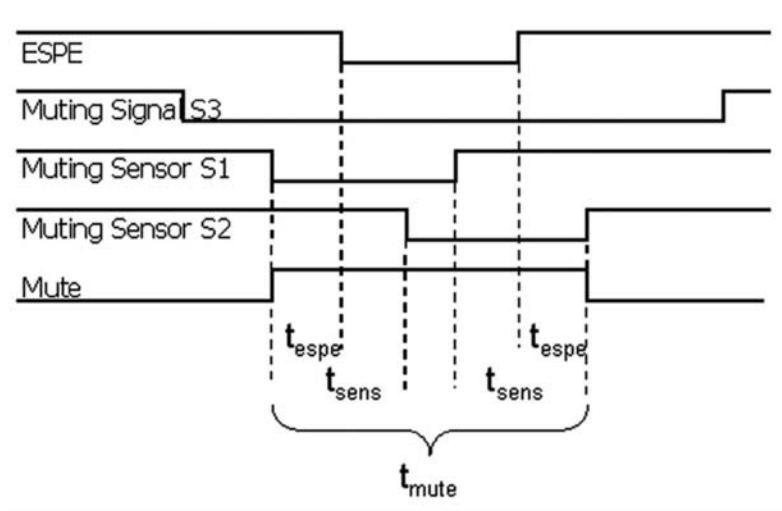 ESPE
Muting Signal S3
Muting Sensor S1
Muting Sensor S2
Mute
tespe tespe
tsens tsens
tmute